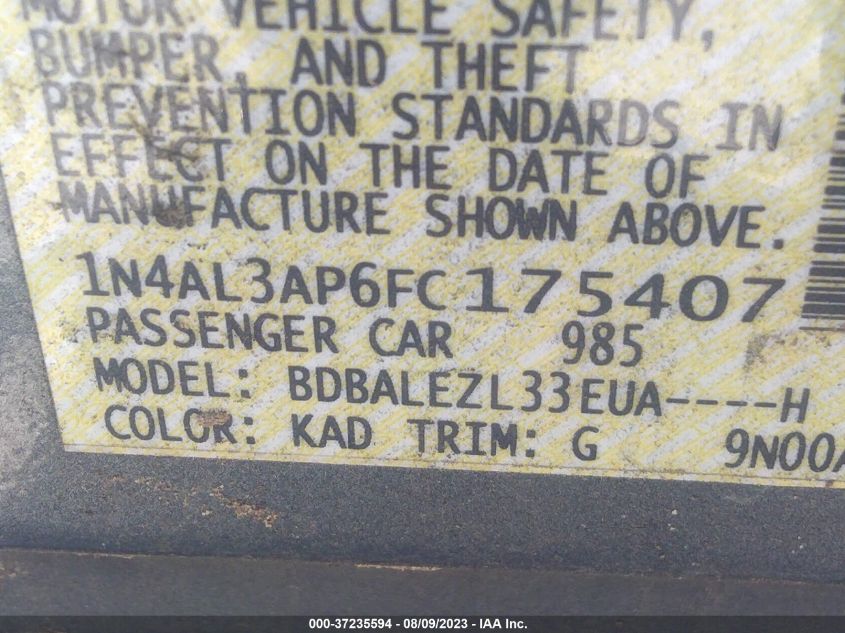 MOTOR VEHICLE SAFETY,
BUMPER, AND THEFT
PREVENTION STANDARDS IN
EFFECT ON THE DATE OF
MANUFACTURE SHOWN ABOVE.
1N4AL3AP6FC175407
PASSENGER CAR 985
MODEL: BDBALEZL33EUA----H
COLOR: KAD TRIM: G 9N00A
000-37235594 - 08/09/2023 - IAA Inc.